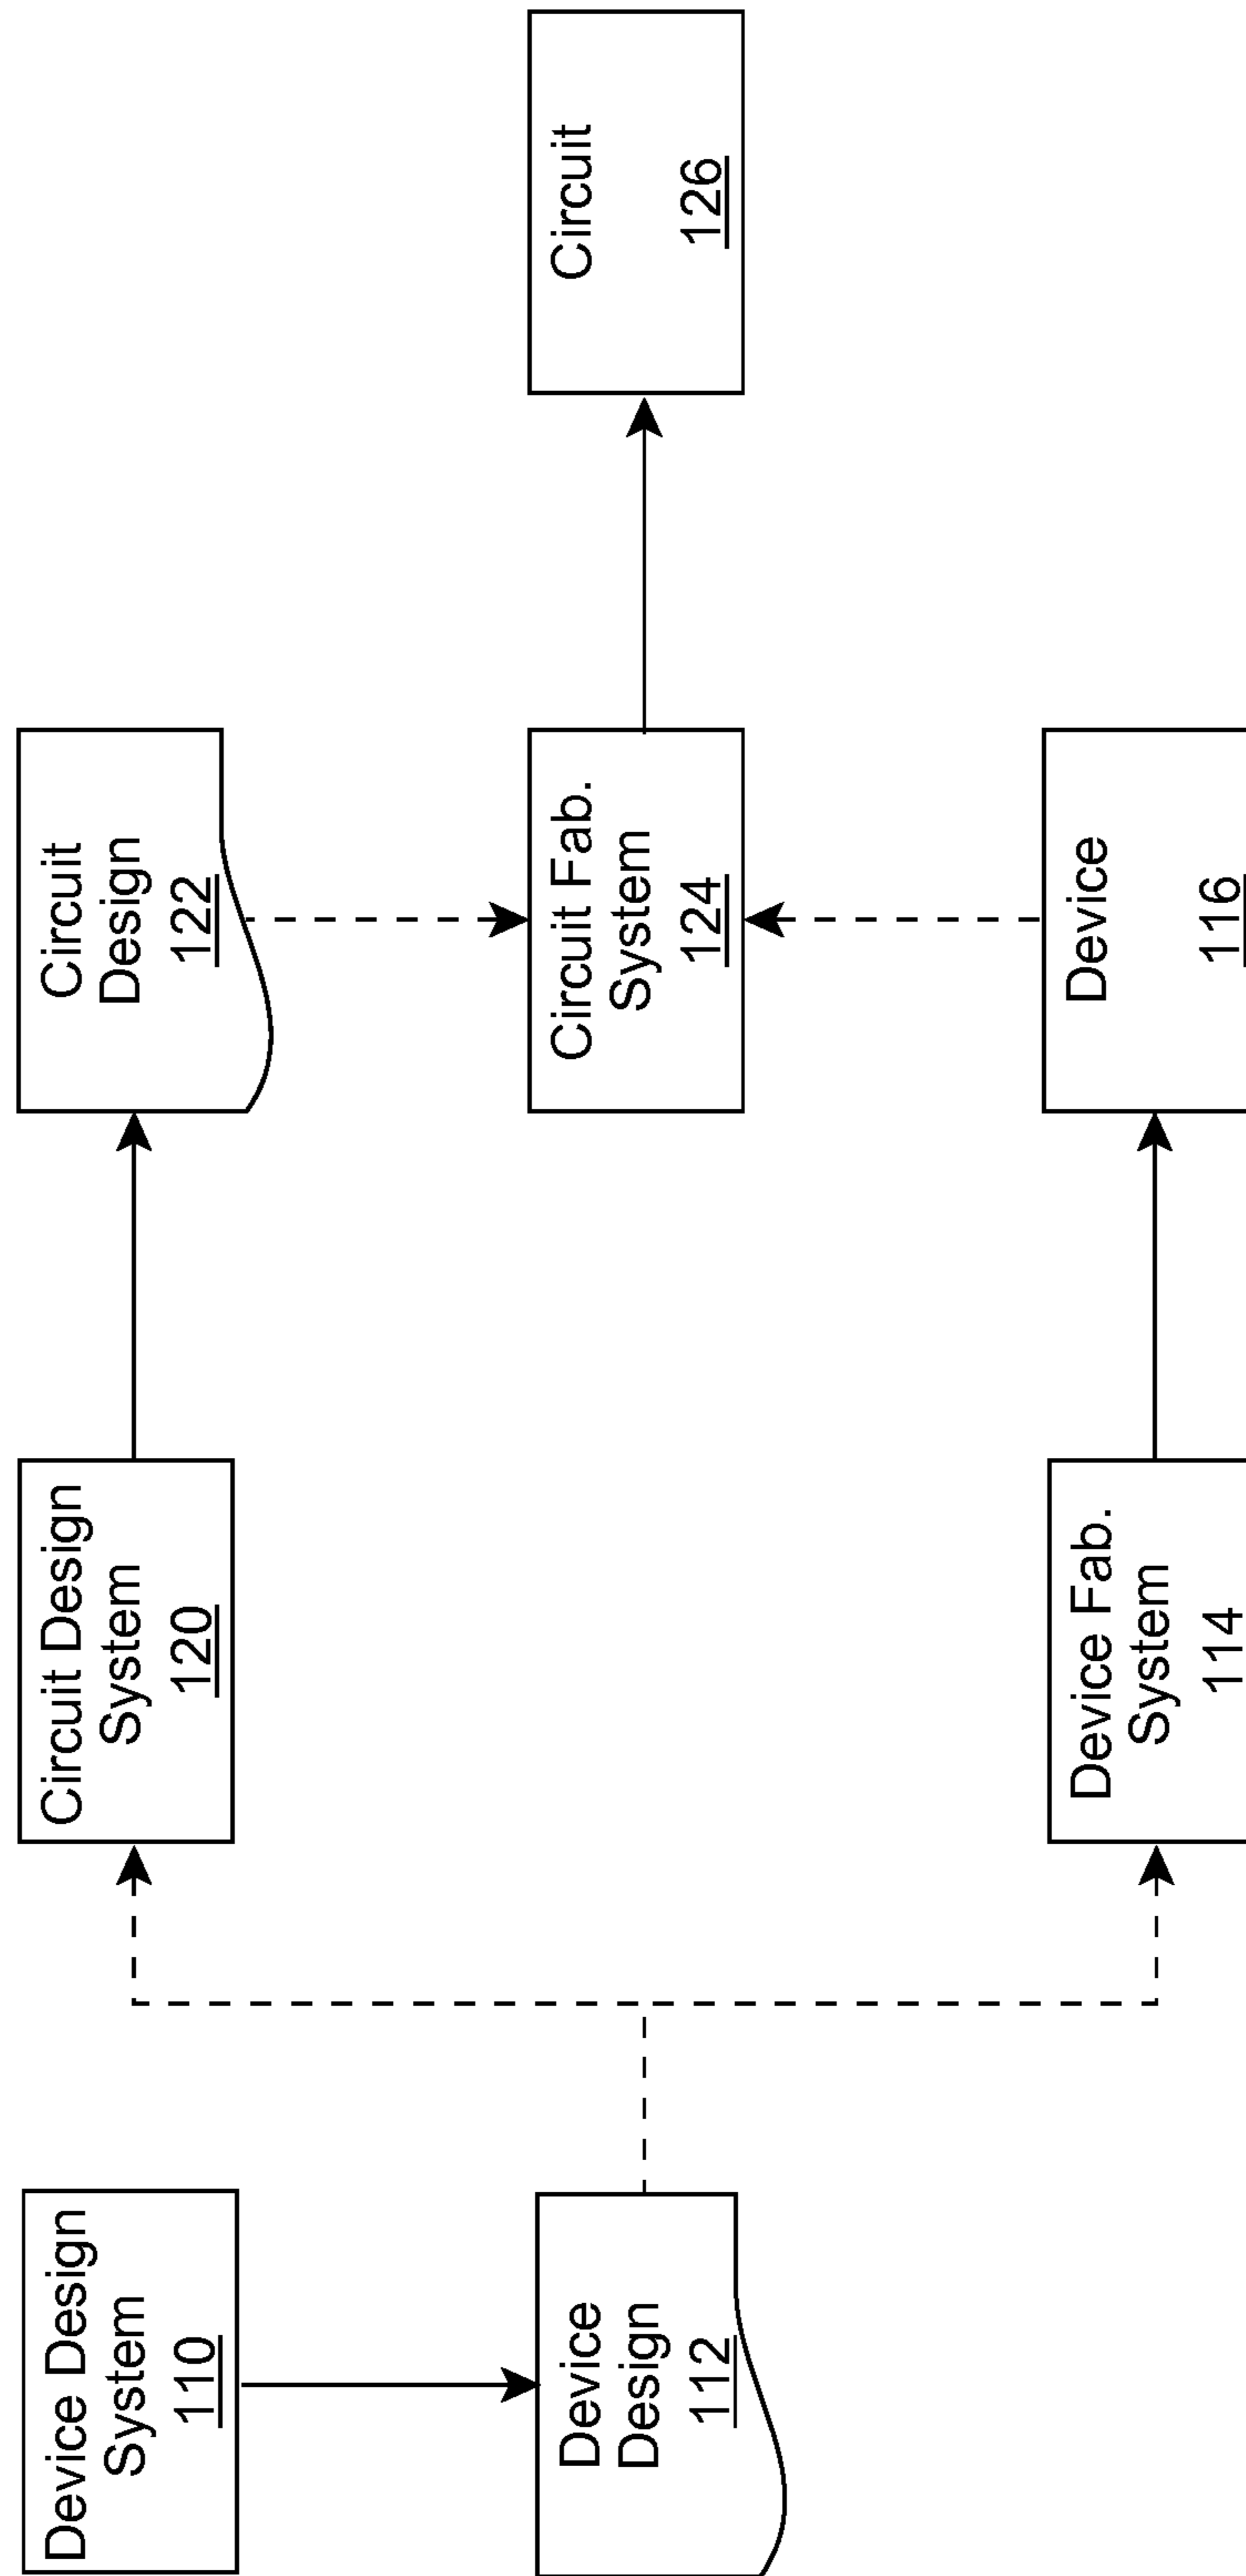 Device Design
System
110
Device
Design
112
Circuit Design
System
120
Device Fab.
System
114
Circuit
Design
122
Circuit Fab.
System
124
Device
116
Circuit
126